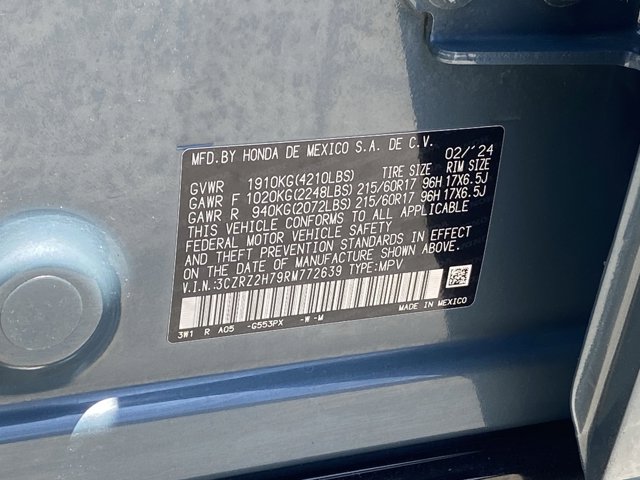 MFD.BY HONDA DE MEXICO S.A. DE C.V. 02/'24
GVWR 1910KG(4210LBS) TIRE SIZE RIM SIZE
GAWR F 1020KG(2248LBS) 215/60R17 96H 17X6.5J
GAWR R 940KG(2072LBS) 215/60R17 96H 17X6.5J
THIS VEHICLE CONFORMS TO ALL APPLICABLE
FEDERAL MOTOR VEHICLE SAFETY
AND THEFT PREVENTION STANDARDS IN EFFECT
ON THE DATE OF MANUFACTURE SHOWN ABOVE.
V.I.N:3CZRZ2H79RM772639 TYPE:MPV
MADE IN MEXICO
3W1 R A05 -G553PX -W-M